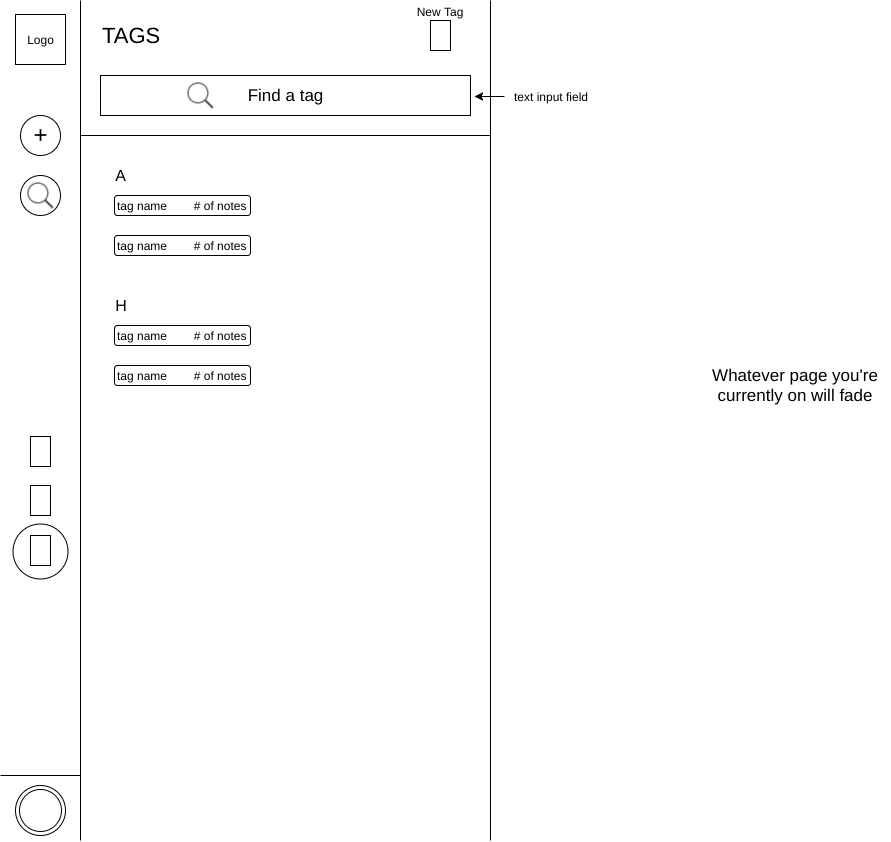 Logo
New Tag
TAGS
Find a tag
text input field
+
A
tag name # of notes
tag name # of notes
H
tag name # of notes
tag name # of notes
Whatever page you're
currently on will fade